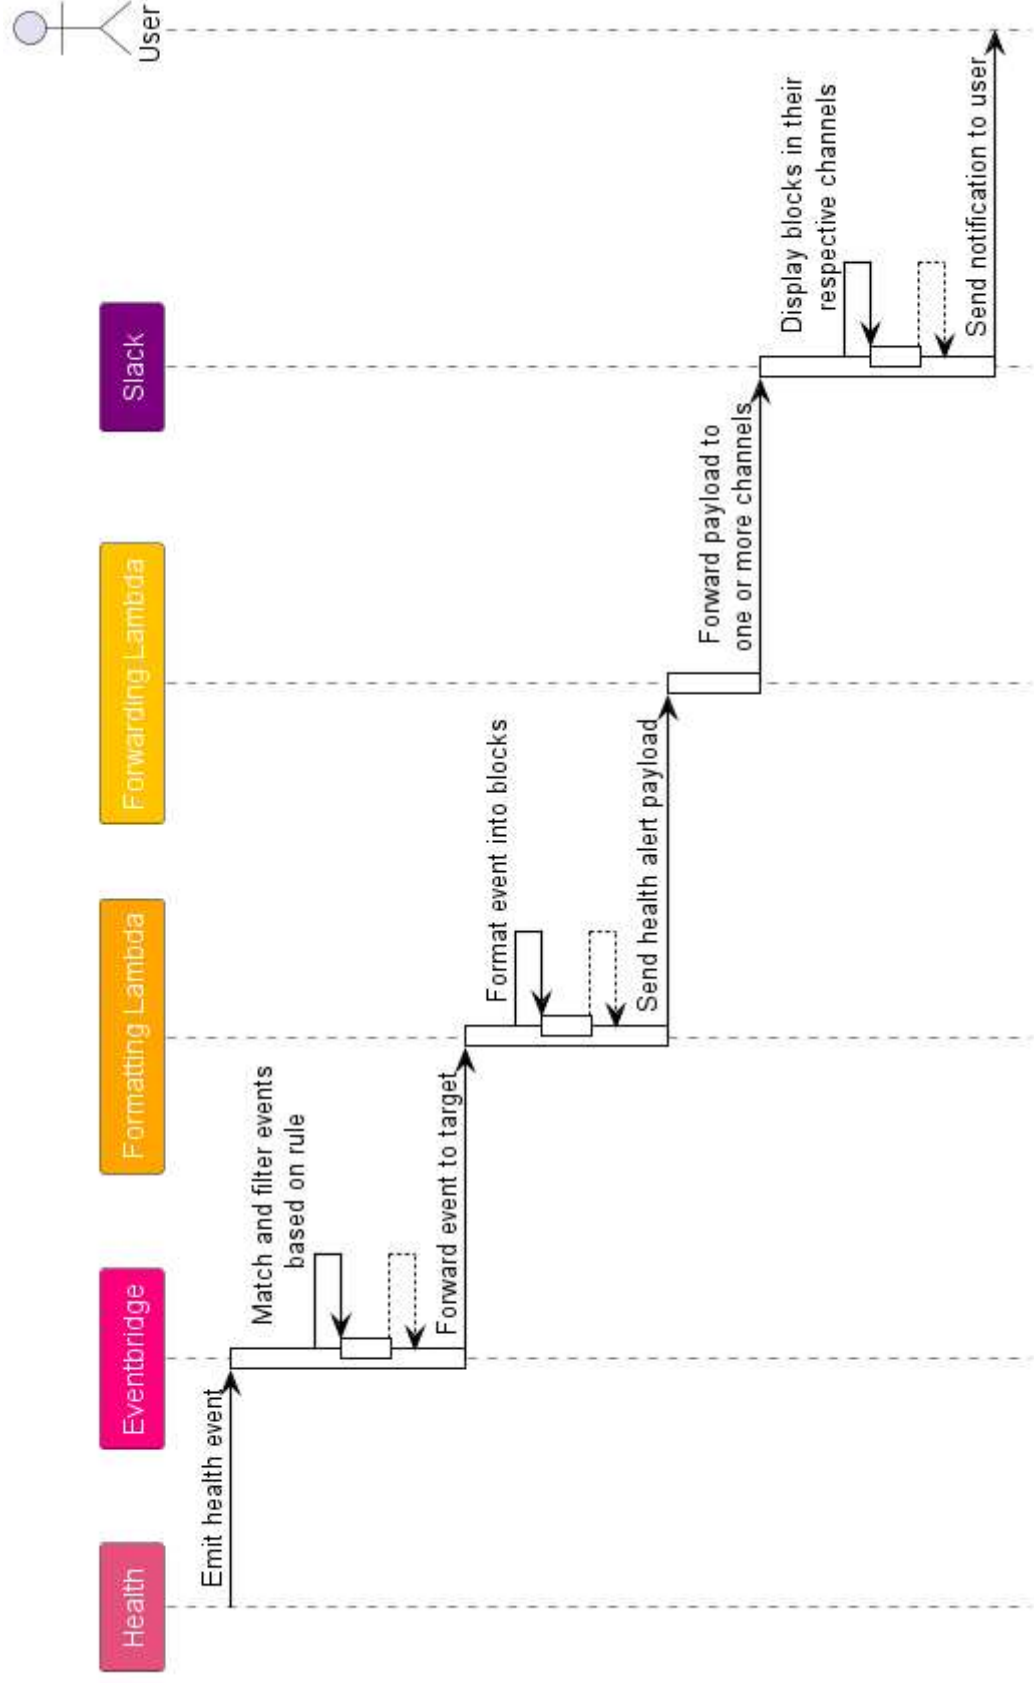 Health
Eventbridge
Formatting Lambda
Forwarding Lambda
Slack
User
Emit health event
Match and filter events
based on rule
Forward event to target
Format event into blocks
Send health alert payload
Forward payload to
one or more channels
Display blocks in their
respective channels
Send notification to user